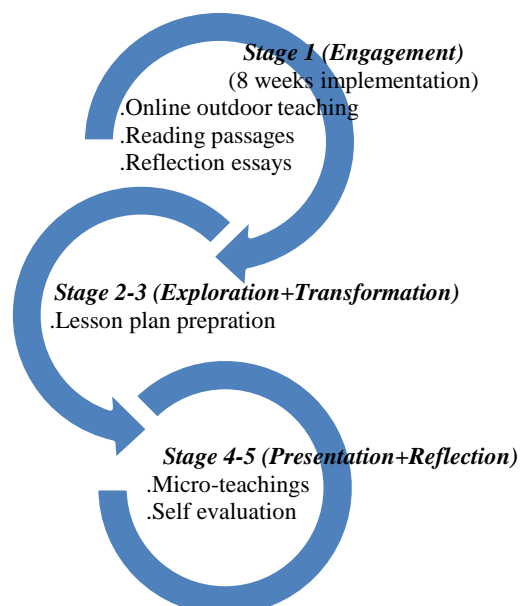 Stage 1 (Engagement)
(8 weeks implementation)
.Online outdoor teaching
.Reading passages
.Reflection essays
Stage 2-3 (Exploration+Transformation)
.Lesson plan prepration
Stage 4-5 (Presentation+Reflection)
.Micro-teachings
.Self evaluation